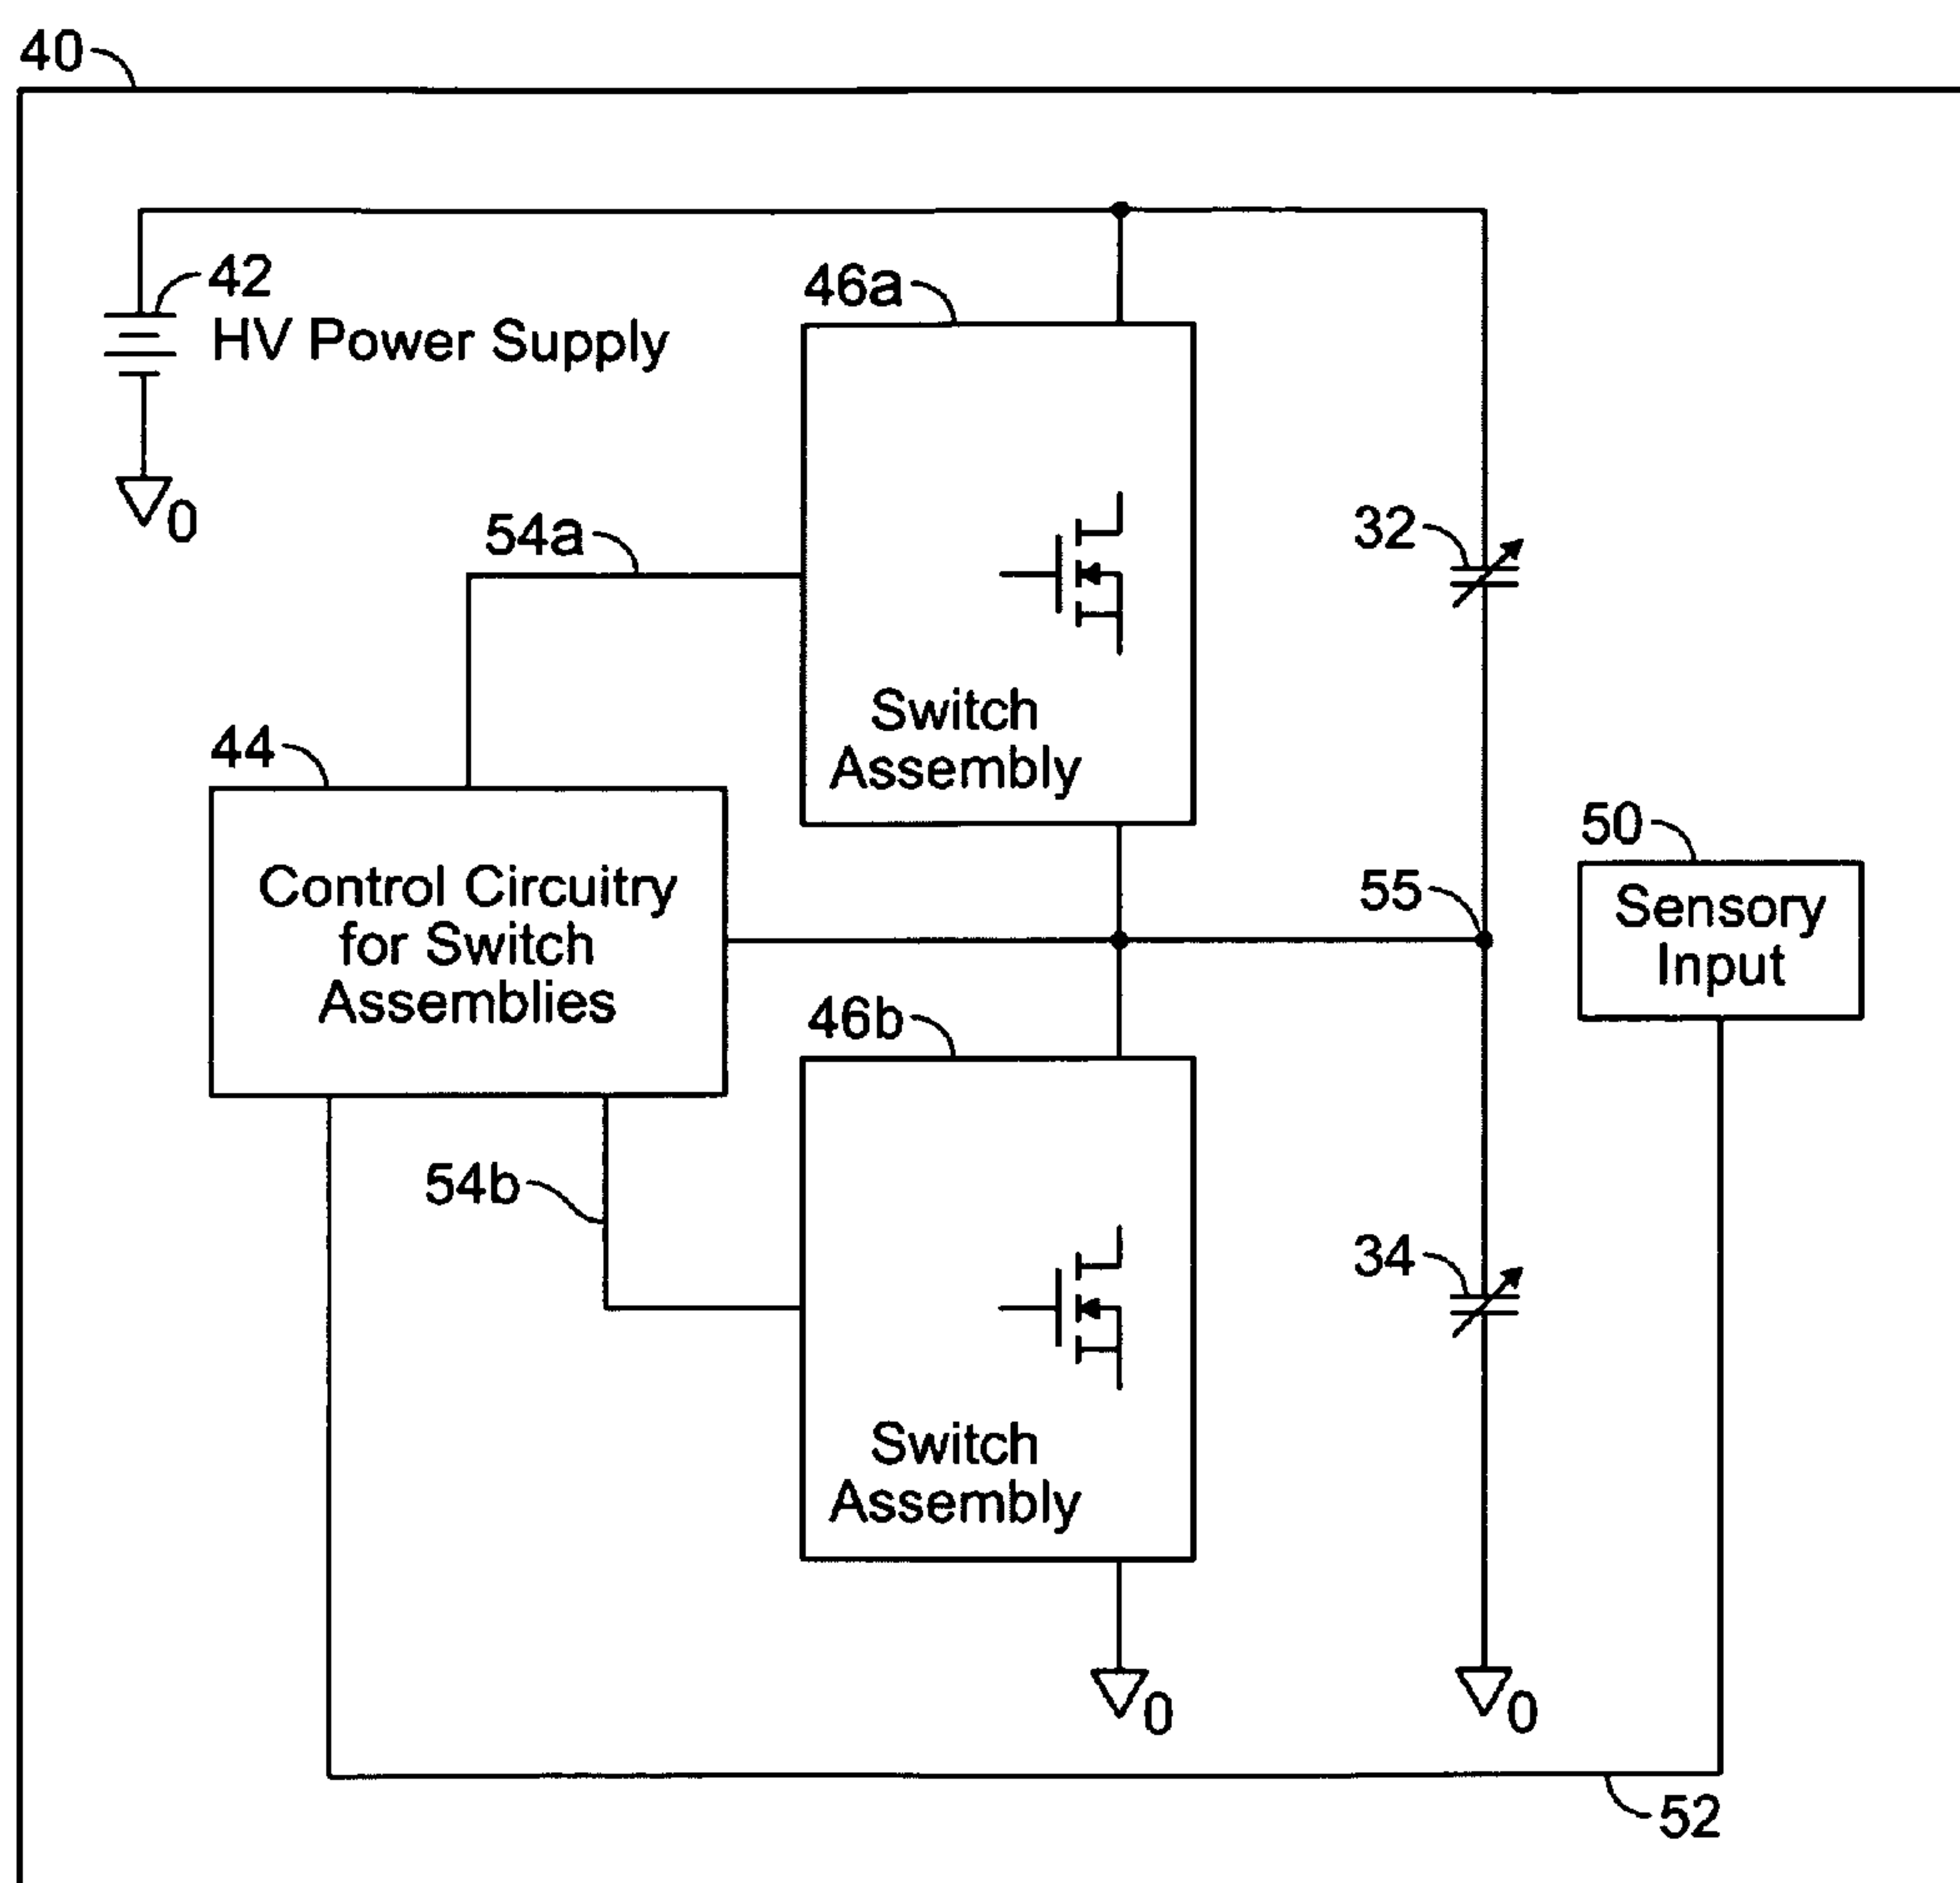 40
42
HV Power Supply
0
46a
54a
Switch
Assembly
32
44
Control Circuitry
for Switch
Assemblies
55
50
Sensory
Input
46b
54b
Switch
Assembly
34
0
0
52